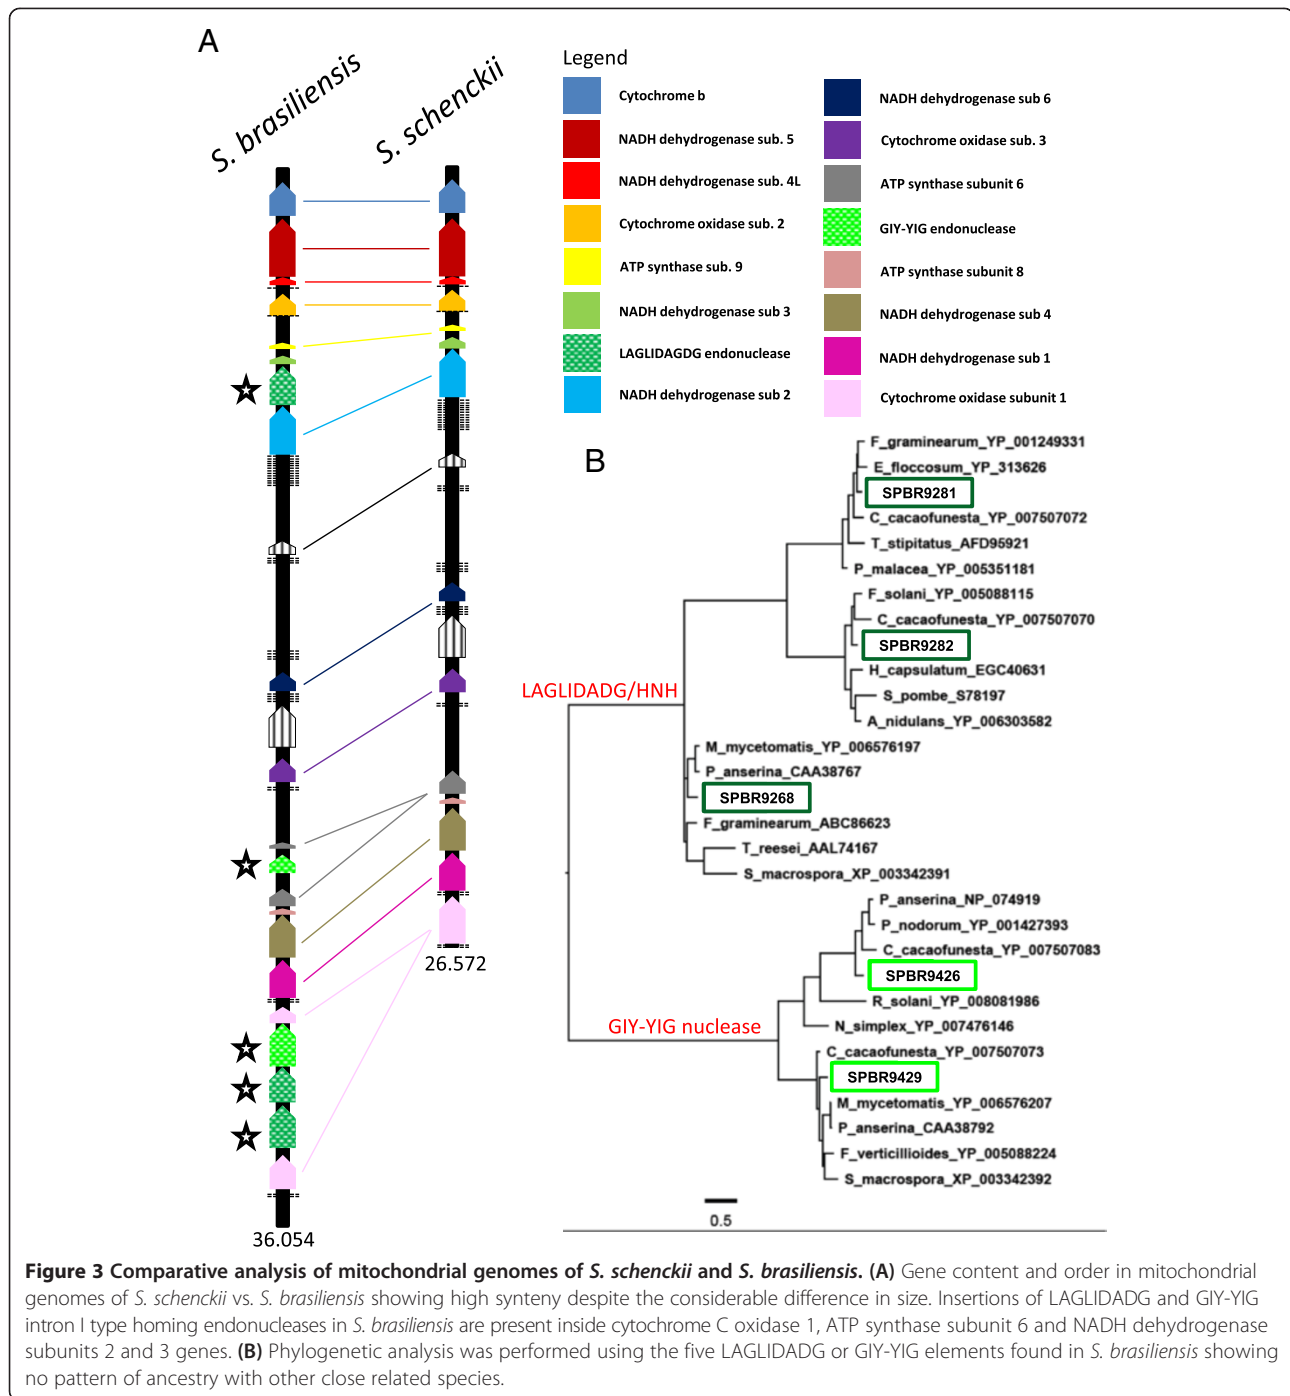 A
S. brasiliensis
S. schenckii
Legend
Cytochrome b
NADH dehydrogenase sub. 5
NADH dehydrogenase sub. 4L
Cytochrome oxidase sub. 2
ATP synthase sub. 9
NADH dehydrogenase sub 3
LAGLIDAGDG endonuclease
NADH dehydrogenase sub 2
NADH dehydrogenase sub 6
Cytochrome oxidase sub. 3
ATP synthase subunit 6
GIY-YIG endonuclease
ATP synthase subunit 8
NADH dehydrogenase sub 4
NADH dehydrogenase sub 1
Cytochrome oxidase subunit 1
26.572
36.054
B
F_graminearum_YP_001249331
E_floccosum_YP_313626
SPBR9281
C_cacaofunesta_YP_007507072
T_stipitatus_AFD95921
P_malacea_YP_005351181
F_solani_YP_005088115
C_cacaofunesta_YP_007507070
SPBR9282
H_capsulatum_EGC40631
S_pombe_S78197
A_nidulans_YP_006303582
LAGLIDADG/HNH
M_mycetomatis_YP_006576197
P_anserina_CAA38767
SPBR9268
F_graminearum_ABC86623
T_reesei_AAL74167
S_macrospora_XP_003342391
P_anserina_NP_074919
P_nodorum_YP_001427393
C_cacaofunesta_YP_007507083
SPBR9426
R_solani_YP_008081986
N_simplex_YP_007476146
GIY-YIG nuclease
C_cacaofunesta_YP_007507073
SPBR9429
M_mycetomatis_YP_006576207
P_anserina_CAA38792
F_verticillioides_YP_005088224
S_macrospora_XP_003342392
0.5
Figure 3 Comparative analysis of mitochondrial genomes of S. schenckii and S. brasiliensis. (A) Gene content and order in mitochondrial
genomes of S. schenckii vs. S. brasiliensis showing high synteny despite the considerable difference in size. Insertions of LAGLIDADG and GIY-YIG
intron I type homing endonucleases in S. brasiliensis are present inside cytochrome C oxidase 1, ATP synthase subunit 6 and NADH dehydrogenase
subunits 2 and 3 genes. (B) Phylogenetic analysis was performed using the five LAGLIDADG or GIY-YIG elements found in S. brasiliensis showing
no pattern of ancestry with other close related species.